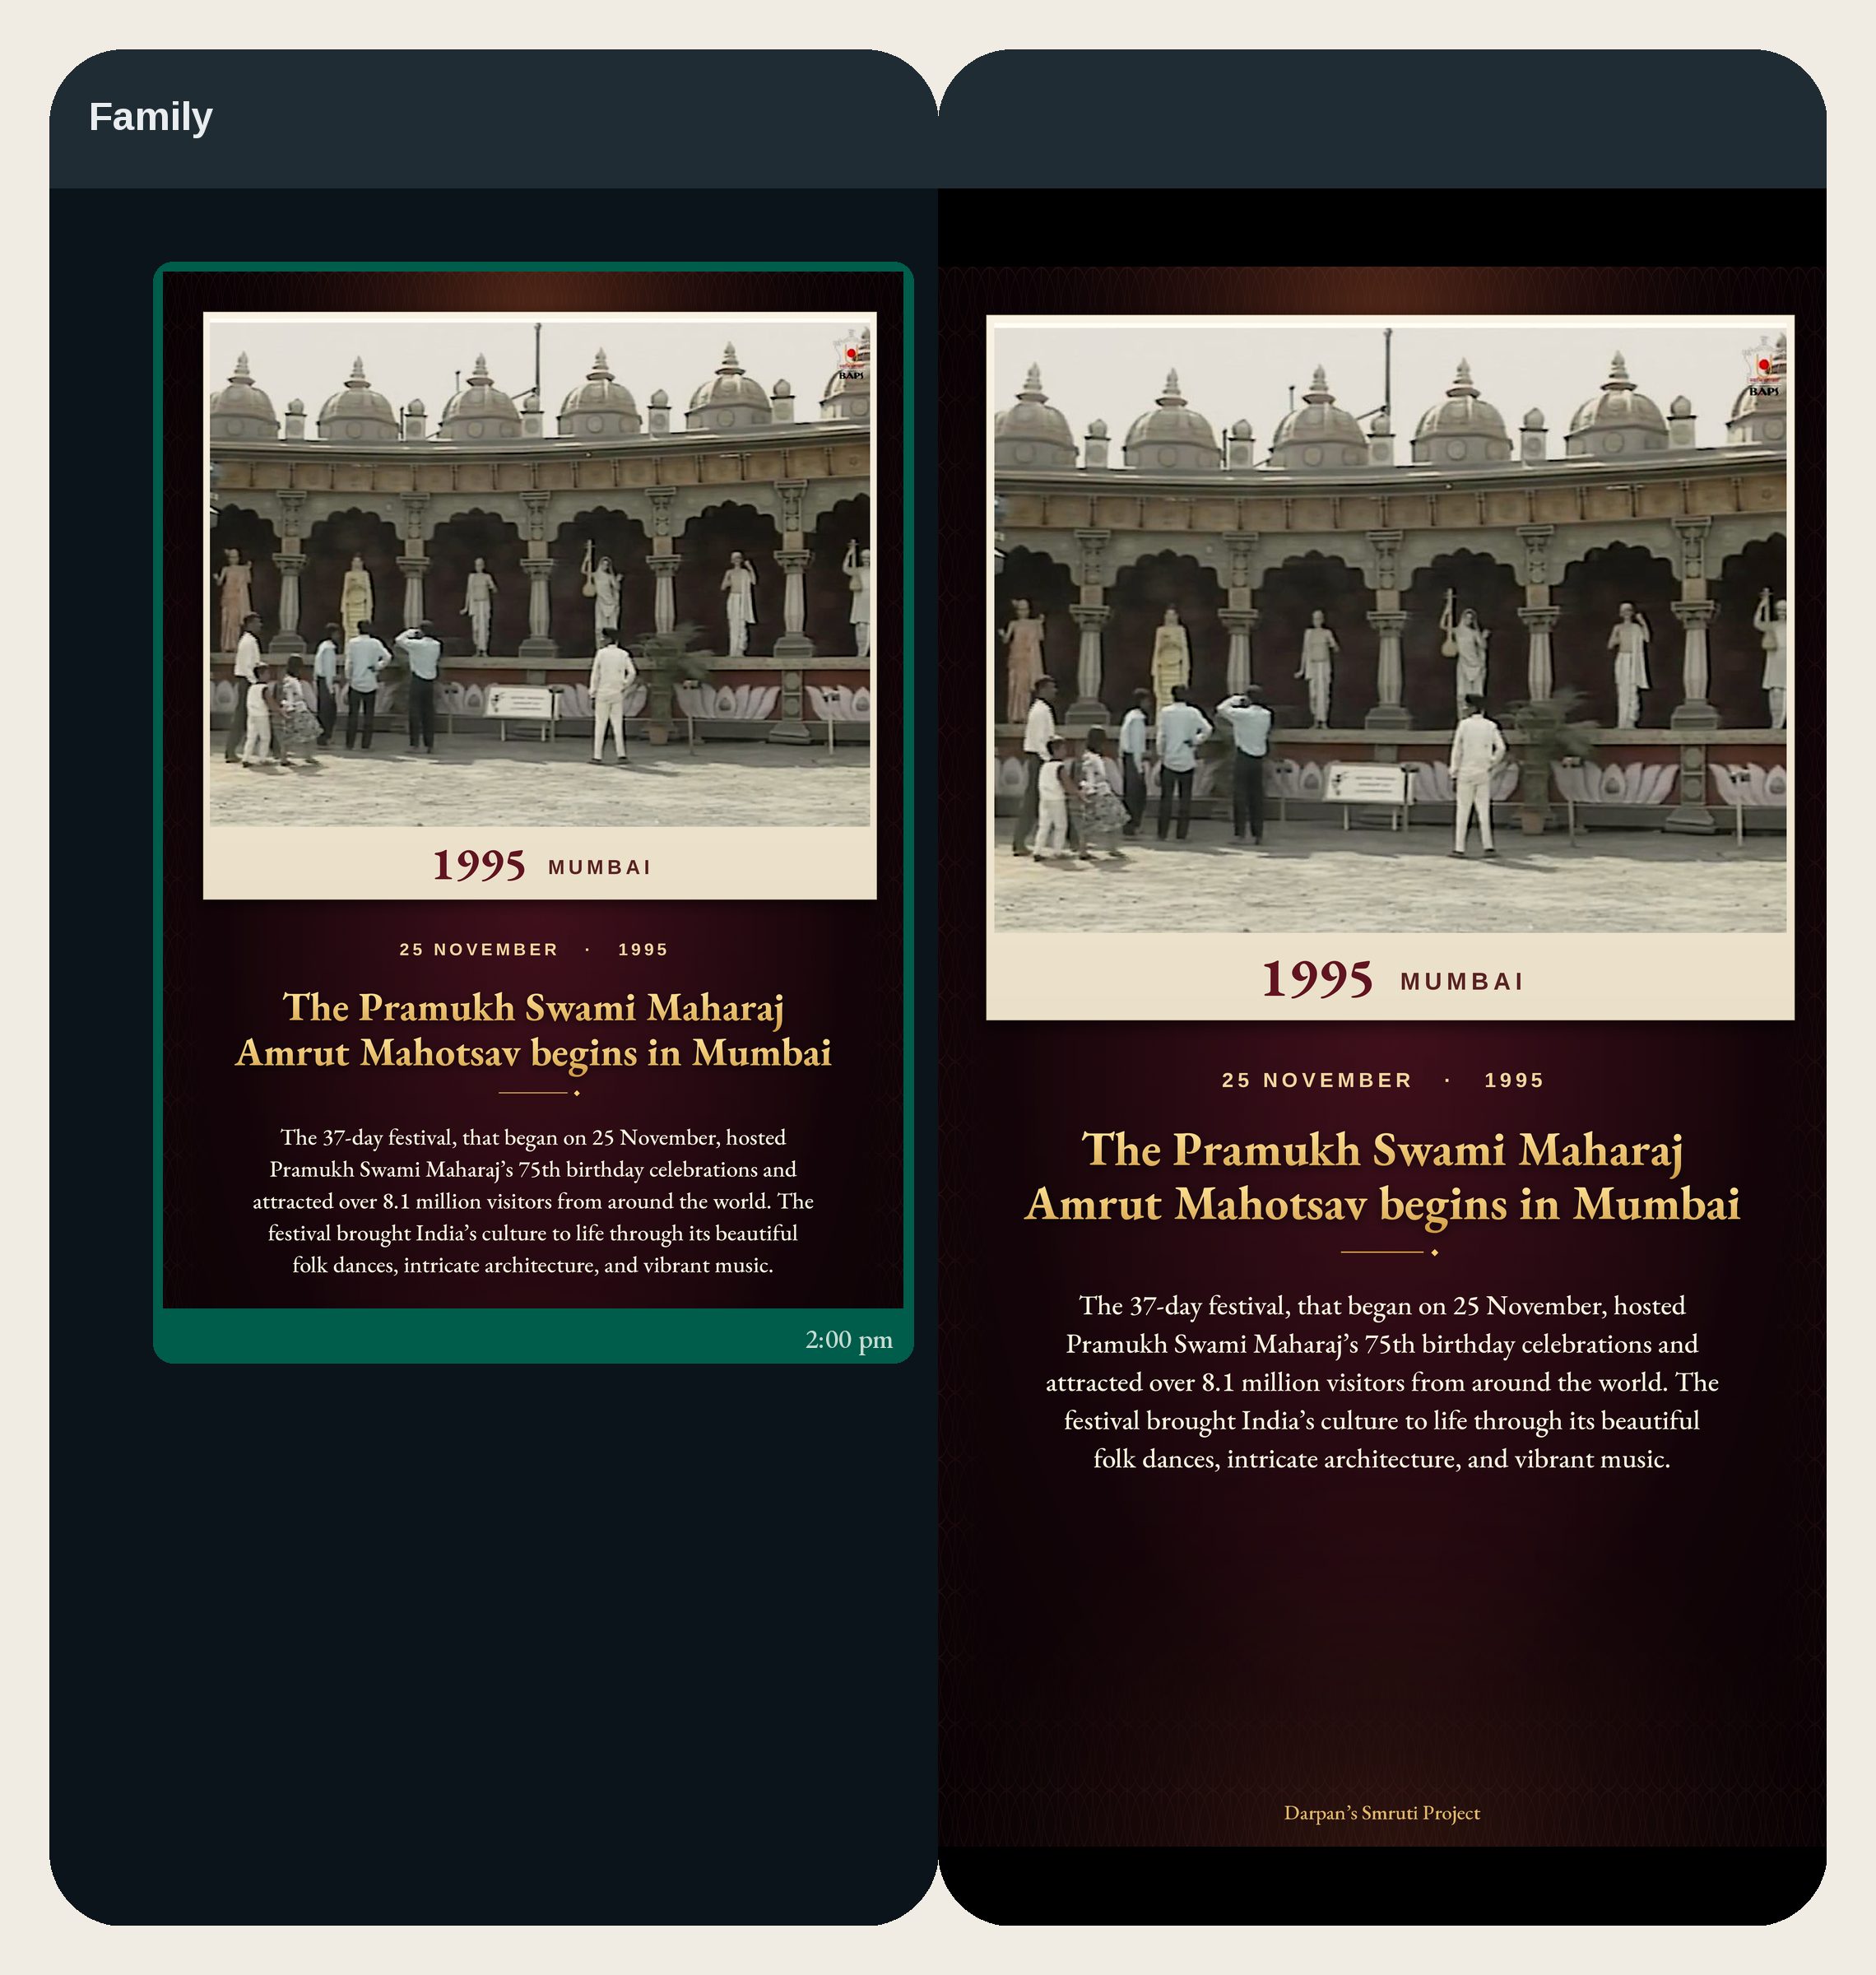 Family
BAPS
1995 MUMBAI
25 NOVEMBER · 1995
The Pramukh Swami Maharaj
Amrut Mahotsav begins in Mumbai
The 37-day festival, that began on 25 November, hosted
Pramukh Swami Maharaj’s 75th birthday celebrations and
attracted over 8.1 million visitors from around the world. The
festival brought India’s culture to life through its beautiful
folk dances, intricate architecture, and vibrant music.
2:00 pm
BAPS
1995 MUMBAI
25 NOVEMBER · 1995
The Pramukh Swami Maharaj
Amrut Mahotsav begins in Mumbai
The 37-day festival, that began on 25 November, hosted
Pramukh Swami Maharaj’s 75th birthday celebrations and
attracted over 8.1 million visitors from around the world. The
festival brought India’s culture to life through its beautiful
folk dances, intricate architecture, and vibrant music.
Darpan’s Smruti Project